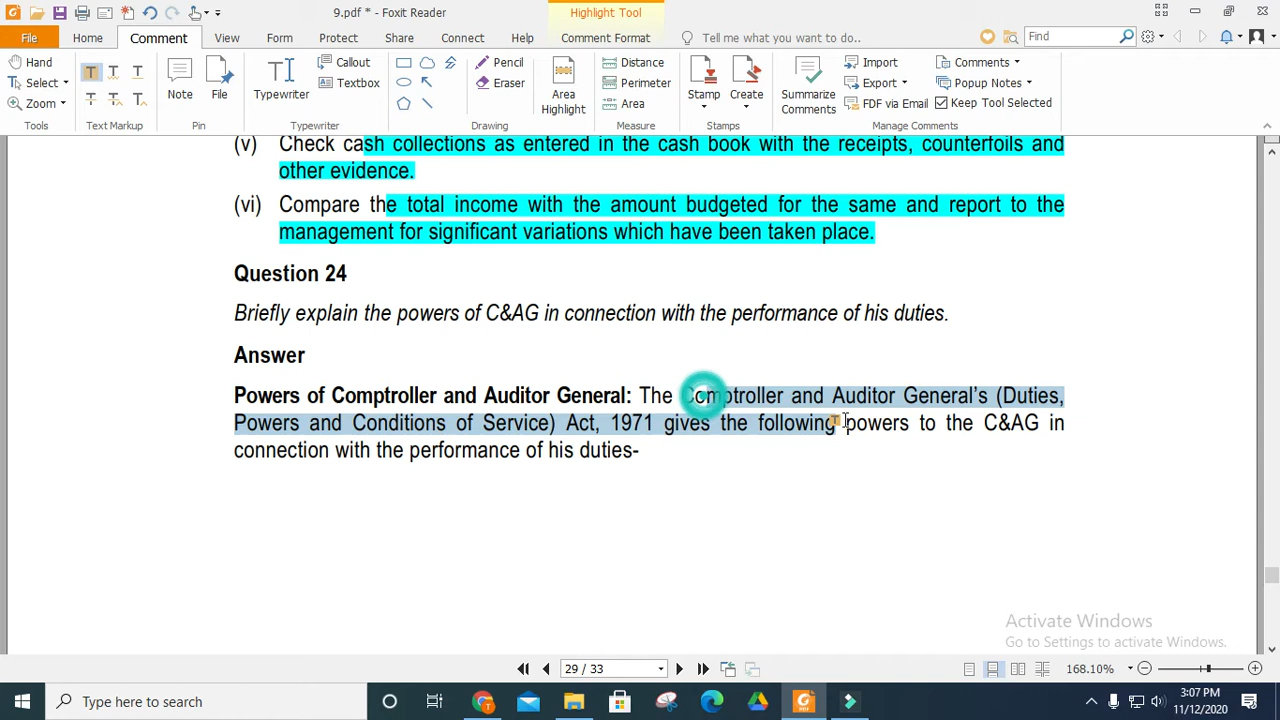 9.pdf * - Foxit Reader
Highlight Tool
File
Home
Comment
View
Form
Protect
Share
Connect
Help
Comment Format
Tell me what you want to do..
Find
Hand
Select
Zoom
Tools
Text Markup
Note
File
Pin
Typewriter
Callout
Textbox
Typewriter
Pencil
Eraser
Drawing
Area
Highlight
Distance
Perimeter
Area
Measure
Stamp
Create
Stamps
Summarize
Comments
Import
Export
FDF via Email
Comments
Popup Notes
Keep Tool Selected
Manage Comments
(v) Check cash collections as entered in the cash book with the receipts, counterfoils and
other evidence.
(vi) Compare the total income with the amount budgeted for the same and report to the
management for significant variations which have been taken place.
Question 24
Briefly explain the powers of C&AG in connection with the performance of his duties.
Answer
Powers of Comptroller and Auditor General: The Comptroller and Auditor General's (Duties,
Powers and Conditions of Service) Act, 1971 gives the following powers to the C&AG in
connection with the performance of his duties-
Activate Windows
Go to Settings to activate Windows.
29 / 33
168.10%
Type here to search
3:07 PM
11/12/2020